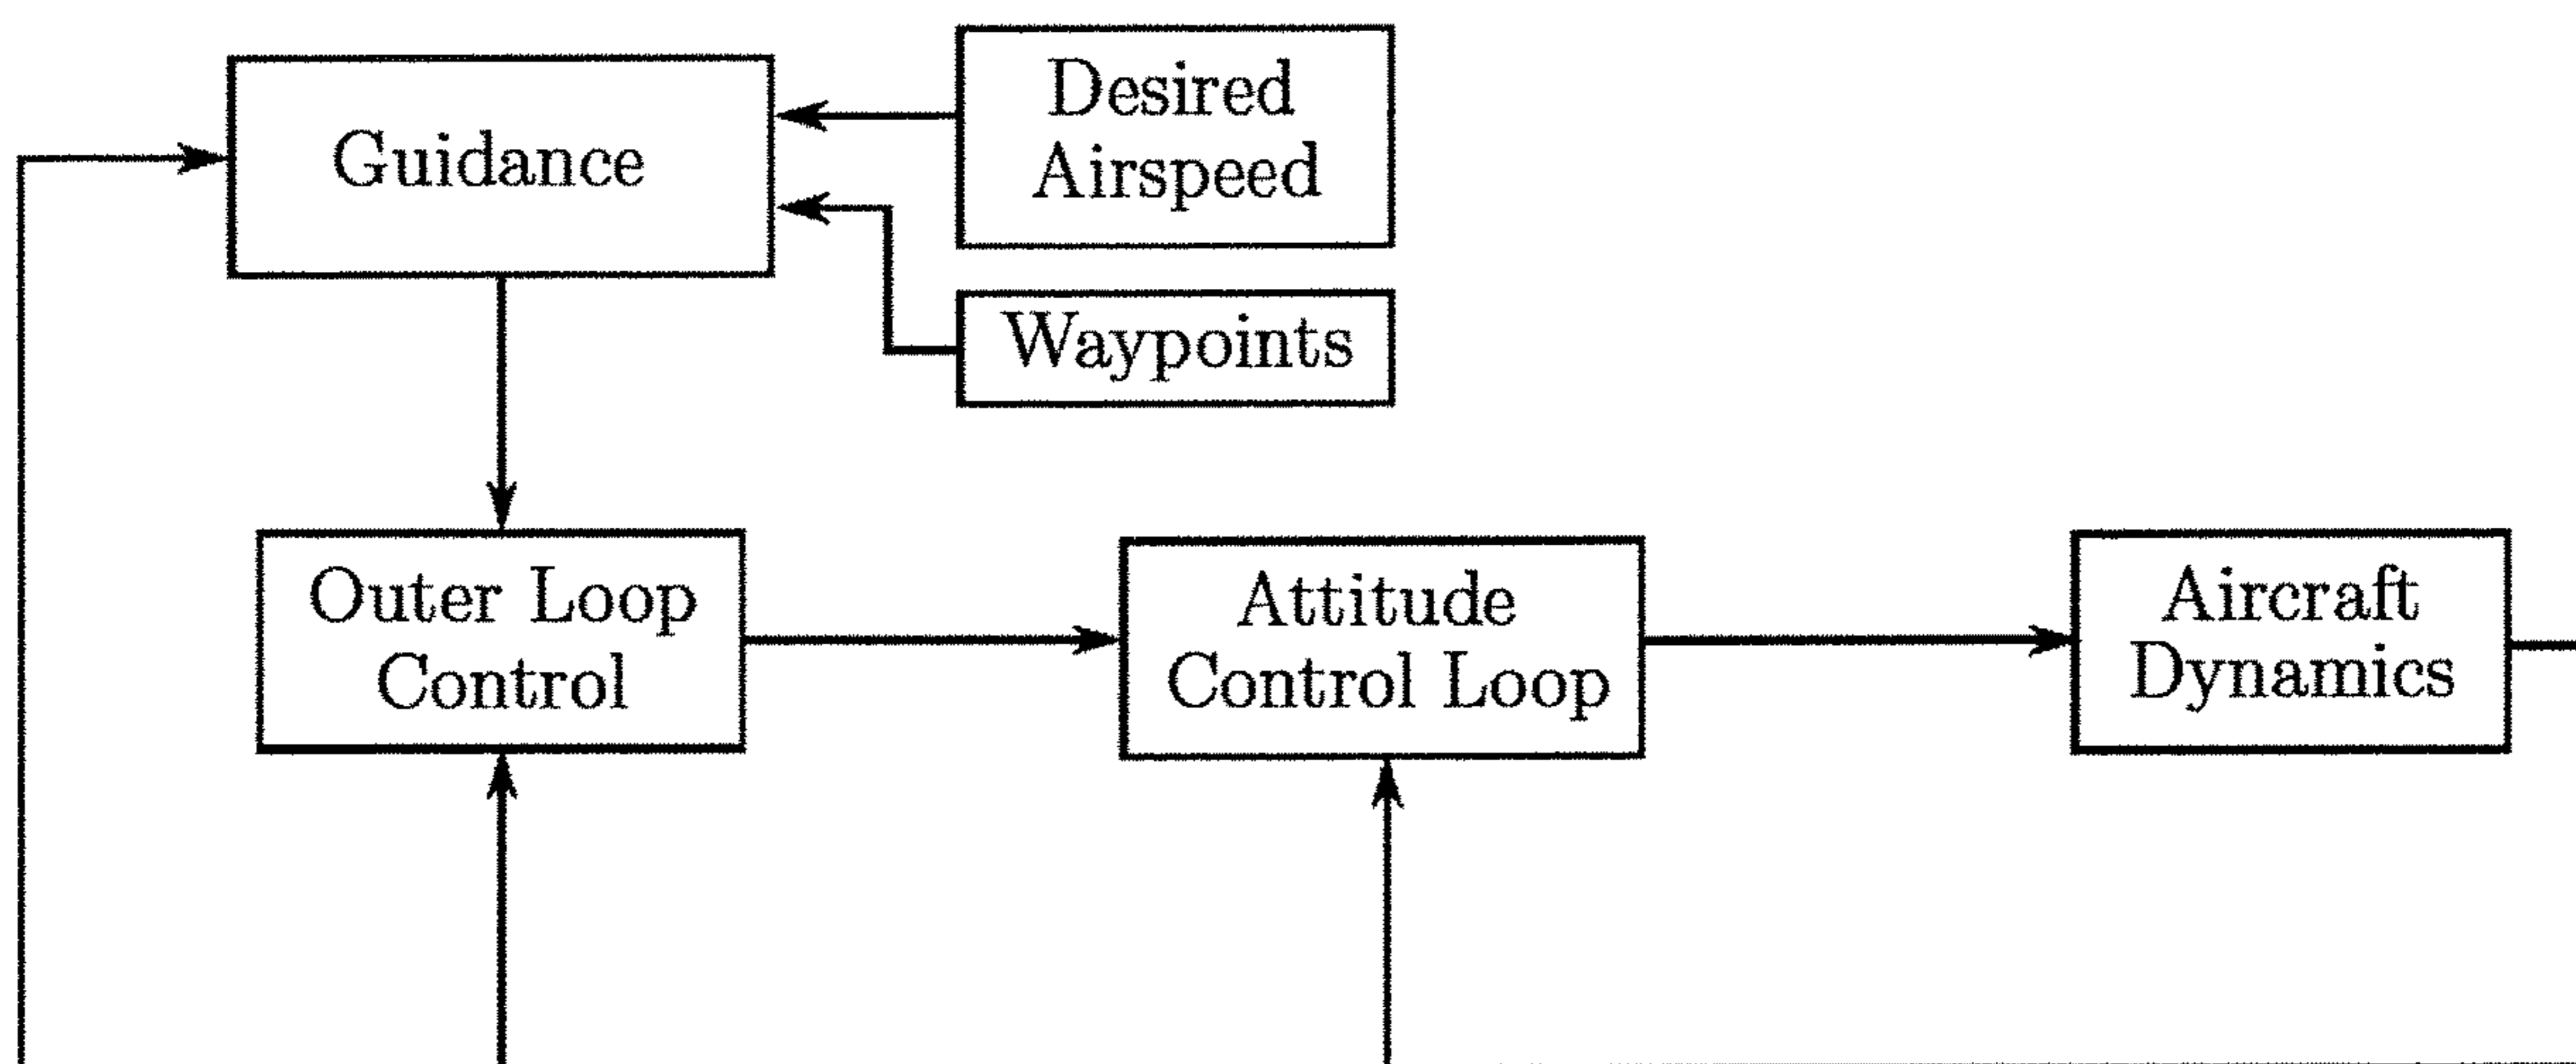 Guidance
Desired
Airspeed
Waypoints
Outer Loop
Control
Attitude
Control Loop
Aircraft
Dynamics